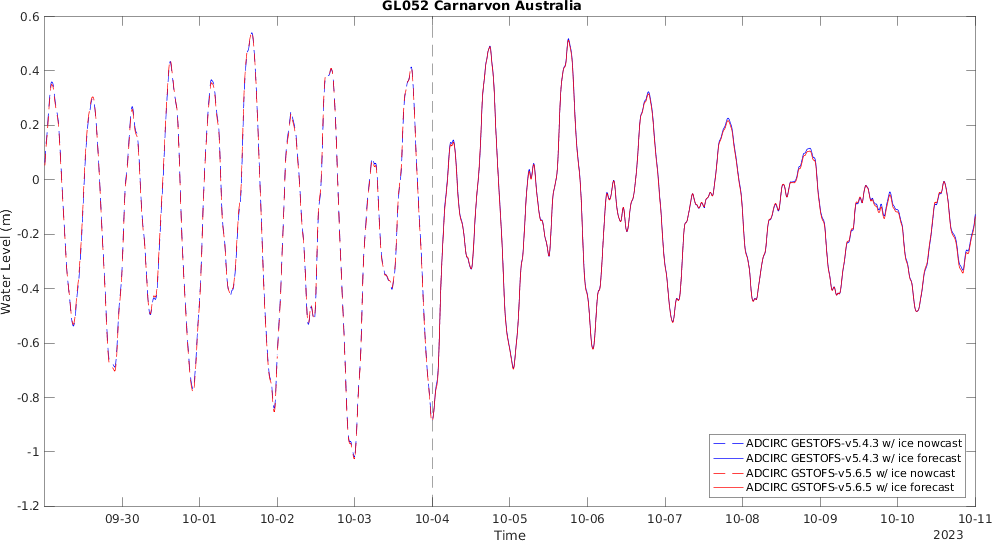 GL052 Carnarvon Australia
0.6
0.4
0.2
0
-0.2
-0.4
-0.6
-0.8
-1
-1.2
Water Level (m)
ADCIRC GESTOFS-v5.4.3 w/ ice nowcast
ADCIRC GESTOFS-v5.4.3 w/ ice forecast
ADCIRC GSTOFS-v5.6.5 w/ ice nowcast
ADCIRC GSTOFS-v5.6.5 w/ ice forecast
09-30 10-01 10-02 10-03 10-04 10-05 10-06 10-07 10-08 10-09 10-10 10-11
Time
2023